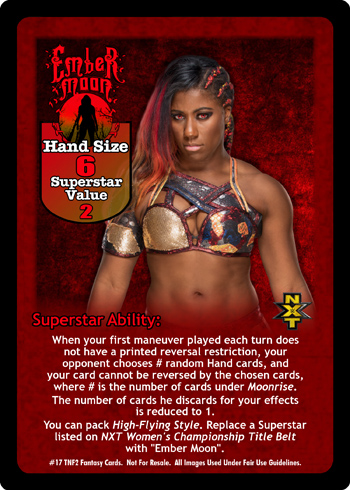 EMBER
MOON
Hand Size
6
Superstar
Value
2
NXT
Superstar Ability:
When your first maneuver played each turn does
not have a printed reversal restriction, your
opponent chooses # random Hand cards, and
your card cannot be reversed by the chosen cards,
where # is the number of cards under Moonrise.
The number of cards he discards for your effects
is reduced to 1.
You can pack High-Flying Style. Replace a Superstar
listed on NXT Women's Championship Title Belt
with "Ember Moon".
#17 TNF2 Fantasy Cards. Not For Resale. All Images Used Under Fair Use Guidelines.